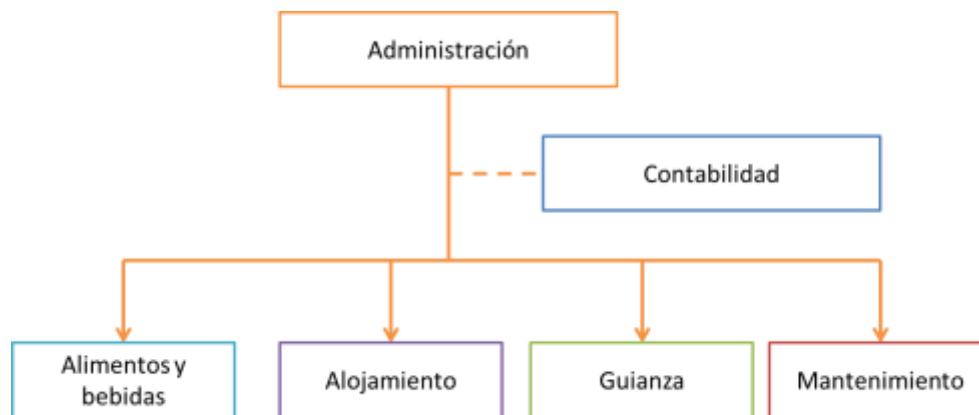 Administración
Contabilidad
Alimentos y
bebidas
Alojamiento
Guianza
Mantenimiento